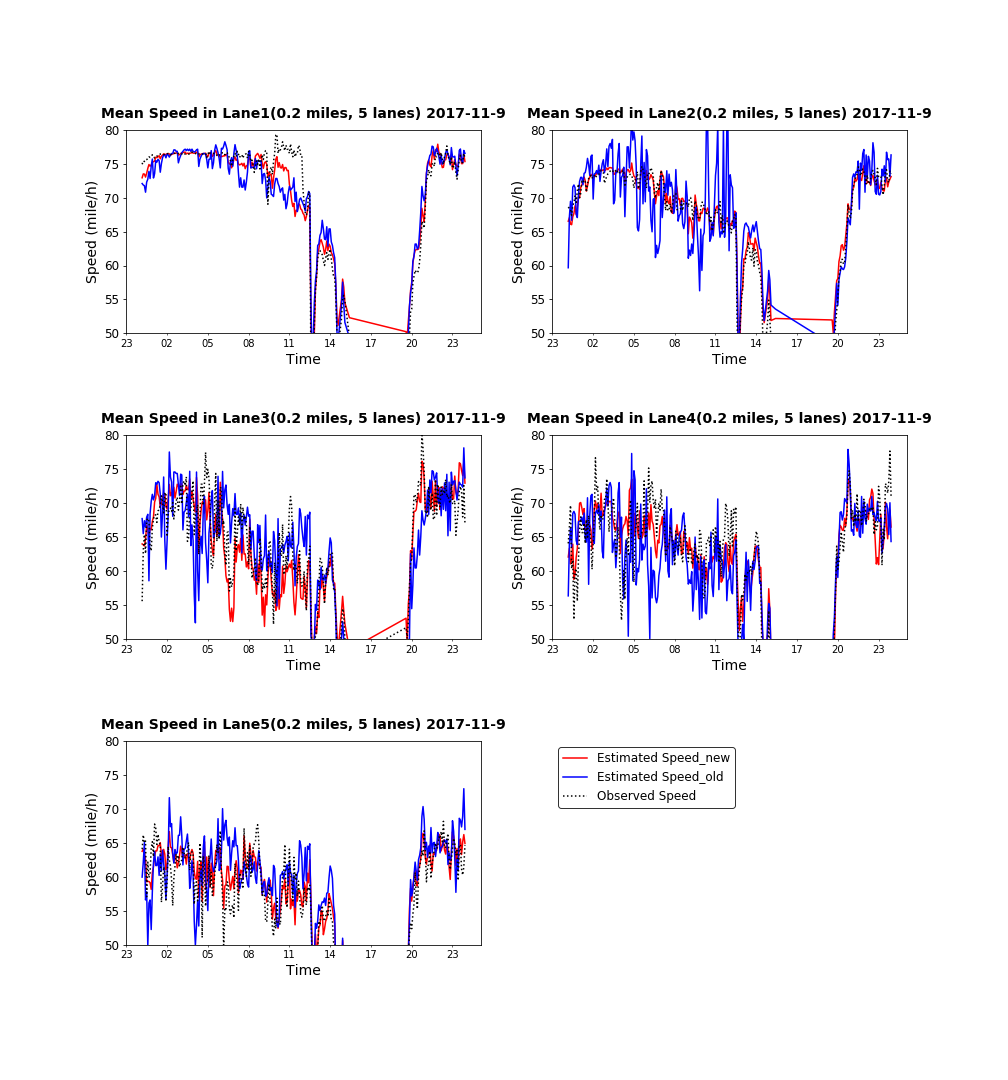 Mean Speed in Lane1(0.2 miles, 5 lanes) 2017-11-9
80
75
70
65
60
55
50
Speed (mile/h)
23 02 05 08 11 14 17 20 23
Time
Mean Speed in Lane2(0.2 miles, 5 lanes) 2017-11-9
80
75
70
65
60
55
50
Speed (mile/h)
23 02 05 08 11 14 17 20 23
Time
Mean Speed in Lane3(0.2 miles, 5 lanes) 2017-11-9
80
75
70
65
60
55
50
Speed (mile/h)
23 02 05 08 11 14 17 20 23
Time
Mean Speed in Lane4(0.2 miles, 5 lanes) 2017-11-9
80
75
70
65
60
55
50
Speed (mile/h)
23 02 05 08 11 14 17 20 23
Time
Mean Speed in Lane5(0.2 miles, 5 lanes) 2017-11-9
80
75
70
65
60
55
50
Speed (mile/h)
23 02 05 08 11 14 17 20 23
Time
Estimated Speed_new
Estimated Speed_old
Observed Speed